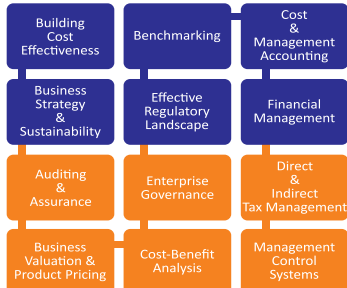 Building
Cost
Effectiveness
Benchmarking
Cost
&
Management
Accounting
Business
Strategy
&
Sustainability
Effective
Regulatory
Landscape
Financial
Management
Auditing
&
Assurance
Enterprise
Governance
Direct
&
Indirect
Tax Management
Business
Valuation &
Product Pricing
Cost-Benefit
Analysis
Management
Control
Systems